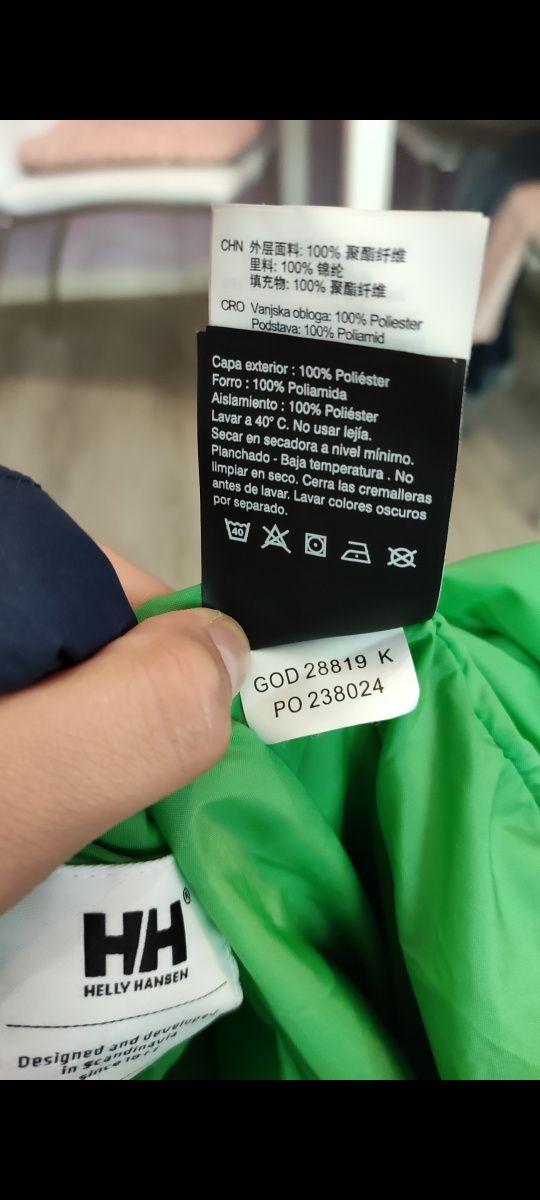 CHN 外层面料: 100% 聚酯纤维
里料: 100% 锦纶
填充物: 100% 聚酯纤维
CRO Vanjska obloga: 100% Poliester
Podstava: 100% Poliamid
Capa exterior : 100% Poliéster
Forro : 100% Poliamida
Aislamiento : 100% Poliéster
Lavar a 40° C. No usar lejía.
Secar en secadora a nivel mínimo.
Planchado - Baja temperatura . No
limpiar en seco. Cerra las cremalleras
antes de lavar. Lavar colores oscuros
por separado.
40
GOD 28819 K
PO 238024
HH®
HELLY HANSEN
Designed and developed
in Scandinavia
since